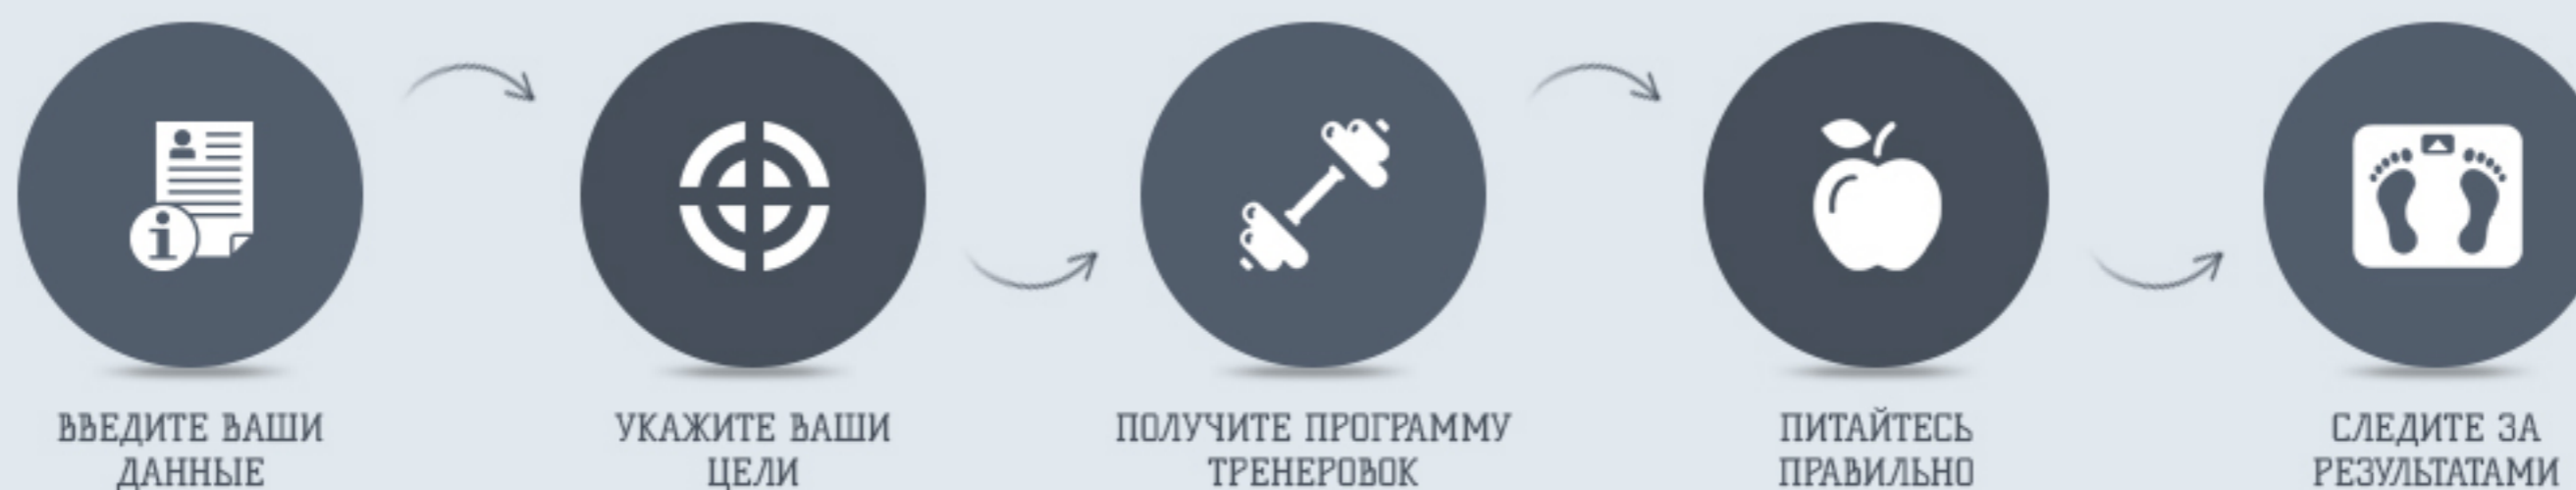 ВВЕДИТЕ ВАШИ
ДАННЫЕ
УКАЖИТЕ ВАШИ
ЦЕЛИ
ПОЛУЧИТЕ ПРОГРАММУ
ТРЕНЕРОВОК
ПИТАЙТЕСЬ
ПРАВИЛЬНО
СЛЕДИТЕ ЗА
РЕЗУЛЬТАТАМИ